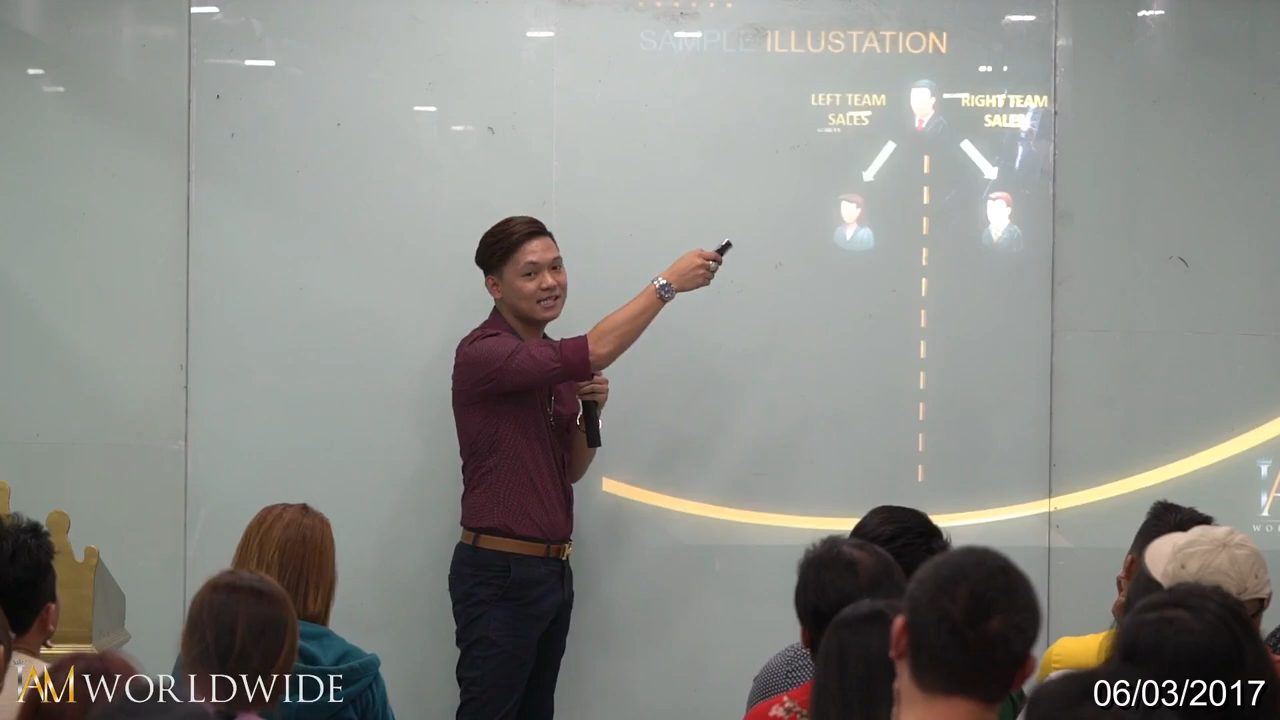 SAMPLE ILLUSTATION
LEFT TEAM
SALES
RIGHT TEAM
SALES
IAM WORLDWIDE
06/03/2017